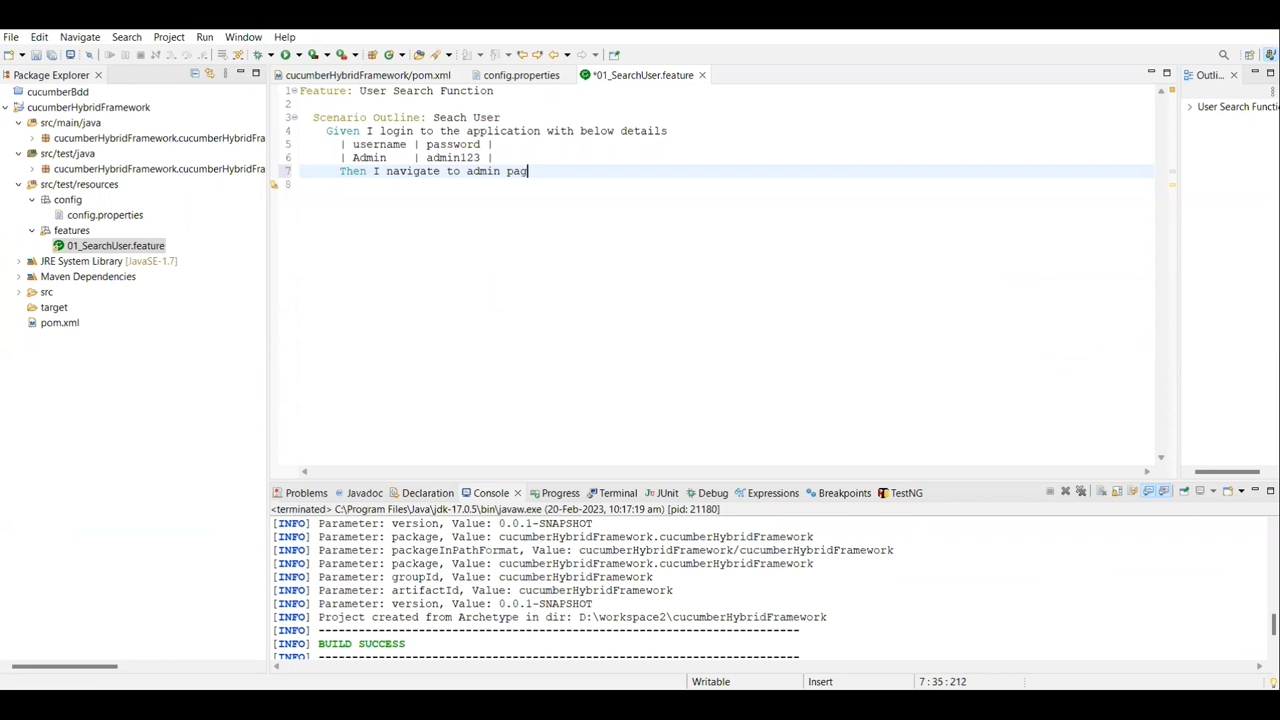 File Edit Navigate Search Project Run Window Help
Package Explorer
cucumberHybridFramework/pom.xml config.properties *01_SearchUser.feature
Outli...
cucumberBdd
cucumberHybridFramework
src/main/java
cucumberHybridFramework.cucumberHybridFra
src/test/java
cucumberHybridFramework.cucumberHybridFra
src/test/resources
config
config.properties
features
01_SearchUser.feature
JRE System Library [JavaSE-1.7]
Maven Dependencies
src
target
pom.xml
1 Feature: User Search Function
2
3 Scenario Outline: Seach User
4 Given I login to the application with below details
5 | username | password |
6 | Admin | admin123 |
7 Then I navigate to admin pag
8
User Search Functio
Problems Javadoc Declaration Console Progress Terminal JUnit Debug Expressions Breakpoints TestNG
<terminated> C:\Program Files\Java\jdk-17.0.5\bin\javaw.exe (20-Feb-2023, 10:17:19 am) [pid: 21180]
[INFO] Parameter: version, Value: 0.0.1-SNAPSHOT
[INFO] Parameter: package, Value: cucumberHybridFramework.cucumberHybridFramework
[INFO] Parameter: packageInPathFormat, Value: cucumberHybridFramework/cucumberHybridFramework
[INFO] Parameter: package, Value: cucumberHybridFramework.cucumberHybridFramework
[INFO] Parameter: groupId, Value: cucumberHybridFramework
[INFO] Parameter: artifactId, Value: cucumberHybridFramework
[INFO] Parameter: version, Value: 0.0.1-SNAPSHOT
[INFO] Project created from Archetype in dir: D:\workspace2\cucumberHybridFramework
[INFO] ------------------------------------------------------------------------
[INFO] BUILD SUCCESS
[INFO] ------------------------------------------------------------------------
Writable Insert 7 : 35 : 212